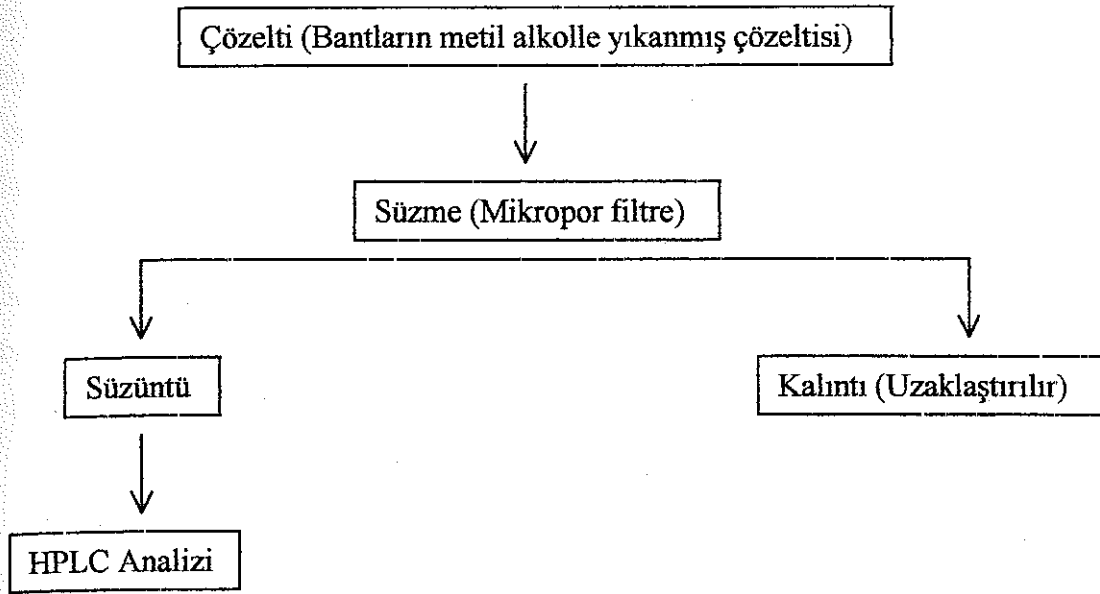 Çözelti (Bantların metil alkolle yıkanmış çözeltisi)
Süzme (Mikropor filtre)
Süzüntü
Kalıntı (Uzaklaştırılır)
HPLC Analizi